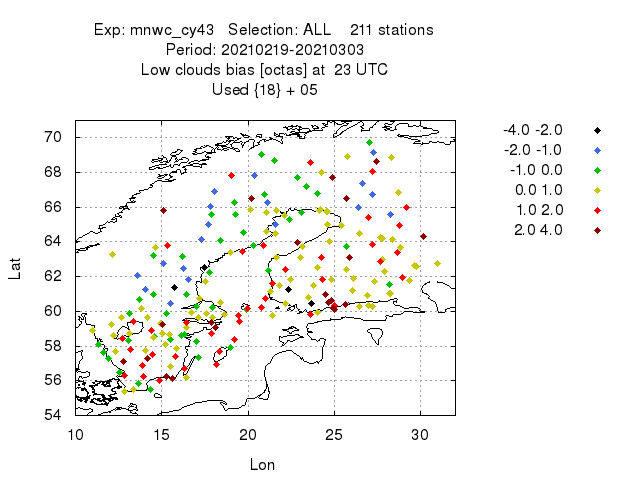 Exp: mnwc_cy43 Selection: ALL 211 stations
Period: 20210219-20210303
Low clouds bias [octas] at 23 UTC
Used {18} + 05
70
68
66
64
62
60
58
56
54
10 15 20 25 30
Lat
Lon
-4.0 -2.0
-2.0 -1.0
-1.0 0.0
0.0 1.0
1.0 2.0
2.0 4.0